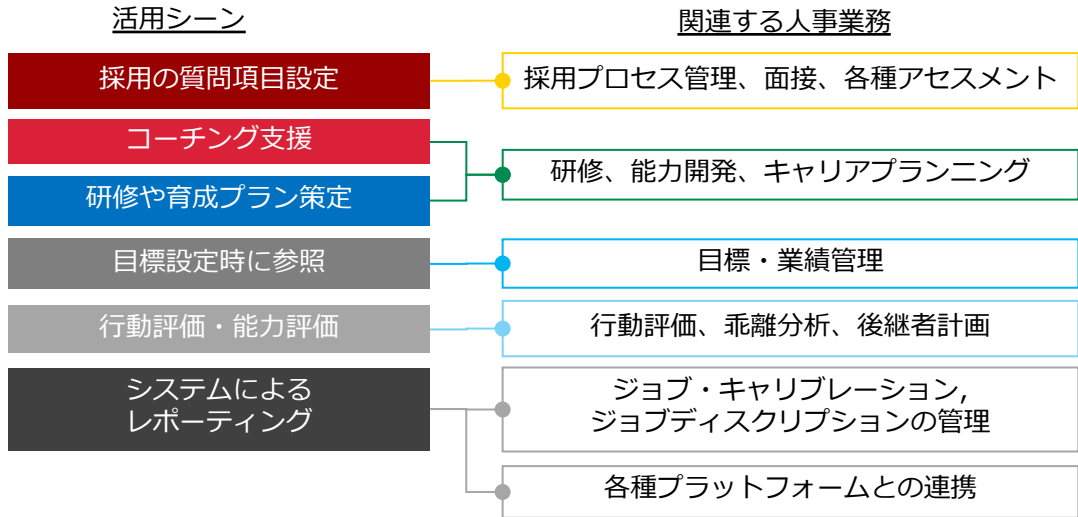 活用シーン
関連する人事業務
採用の質問項目設定
採用プロセス管理、面接、各種アセスメント
コーチング支援
研修や育成プラン策定
研修、能力開発、キャリアプランニング
目標設定時に参照
目標・業績管理
行動評価・能力評価
行動評価、乖離分析、後継者計画
システムによる
レポーティング
ジョブ・キャリブレーション,
ジョブディスクリプションの管理
各種プラットフォームとの連携